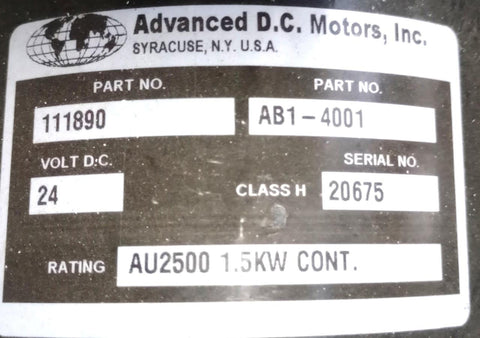 Advanced D.C. Motors, Inc.
SYRACUSE, N.Y. U.S.A.
PART NO. PART NO.
111890 AB1-4001
VOLT D.C. SERIAL NO.
24 CLASS H 20675
RATING AU2500 1.5KW CONT.